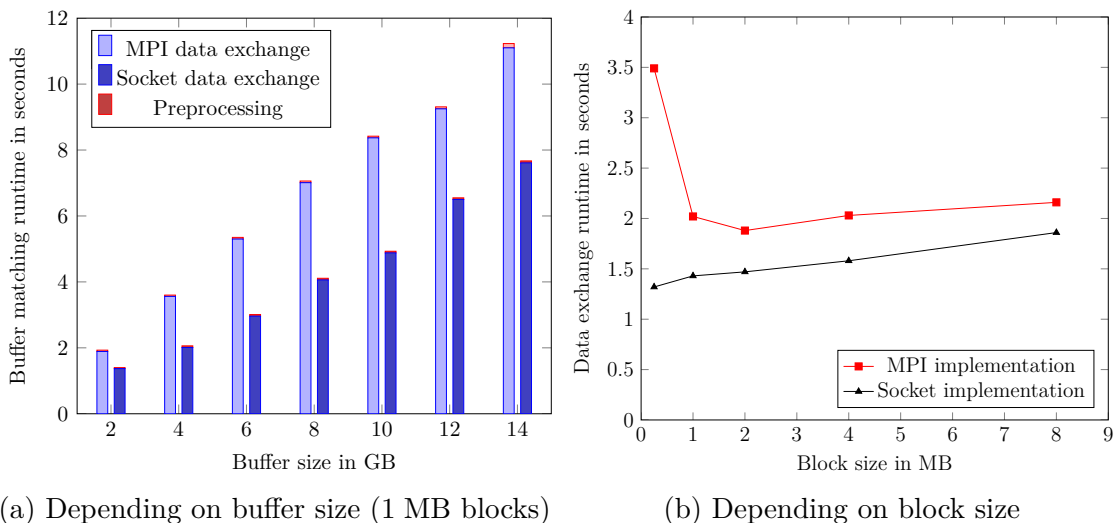 12
10
8
6
4
2
0
Buffer matching runtime in seconds
MPI data exchange
Socket data exchange
Preprocessing
2 4 6 8 10 12 14
Buffer size in GB
(a) Depending on buffer size (1 MB blocks)
4
3.5
3
2.5
2
1.5
1
0.5
0
Data exchange runtime in seconds
MPI implementation
Socket implementation
0 1 2 3 4 5 6 7 8 9
Block size in MB
(b) Depending on block size